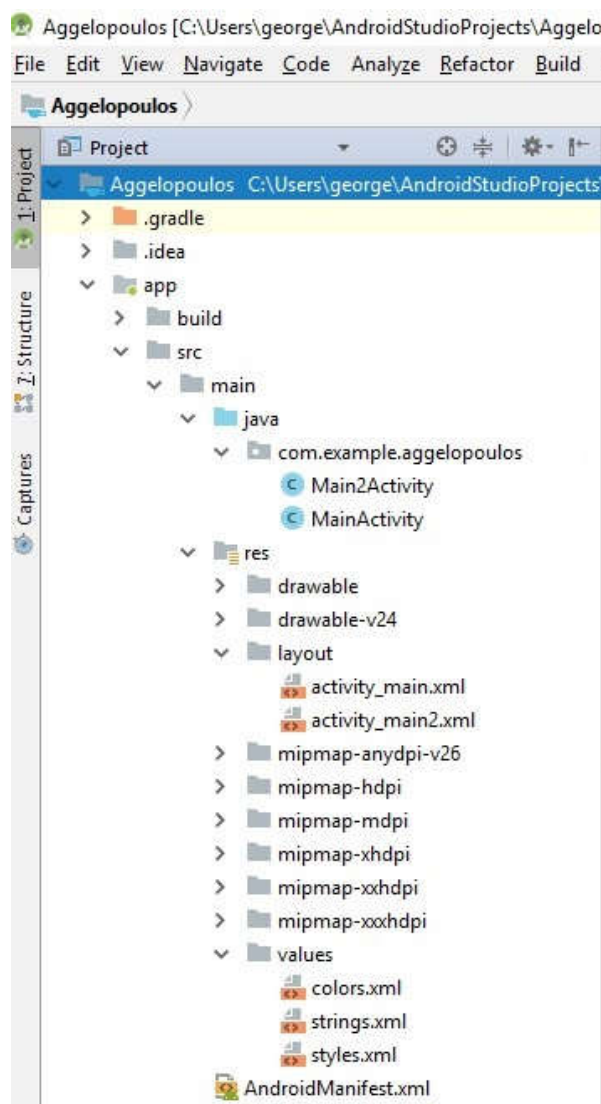 Aggelopoulos [C:\Users\george\AndroidStudioProjects\Aggelo
File Edit View Navigate Code Analyze Refactor Build
Aggelopoulos
Project
1: Project
7: Structure
Captures
Aggelopoulos C:\Users\george\AndroidStudioProjects\
.gradle
.idea
app
build
src
main
java
com.example.aggelopoulos
Main2Activity
MainActivity
res
drawable
drawable-v24
layout
activity_main.xml
activity_main2.xml
mipmap-anydpi-v26
mipmap-hdpi
mipmap-mdpi
mipmap-xhdpi
mipmap-xxhdpi
mipmap-xxxhdpi
values
colors.xml
strings.xml
styles.xml
AndroidManifest.xml